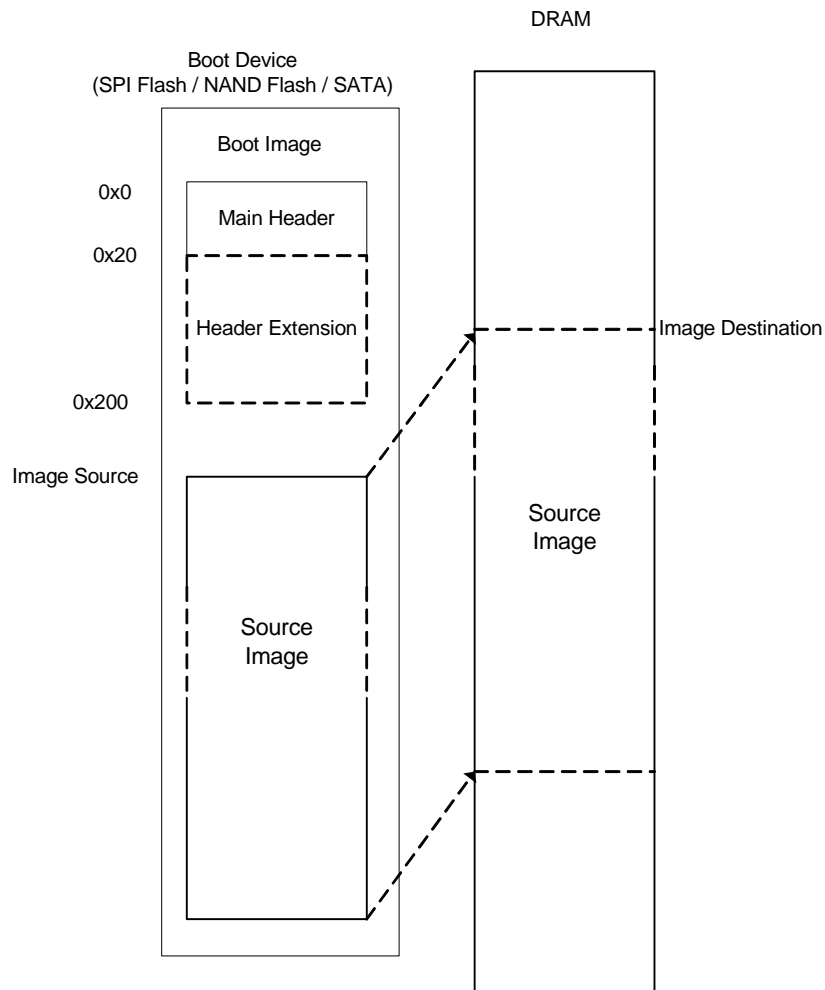 DRAM
Boot Device
(SPI Flash / NAND Flash / SATA)
Boot Image
0x0
Main Header
0x20
Header Extension
Image Destination
0x200
Image Source
Source
Image
Source
Image